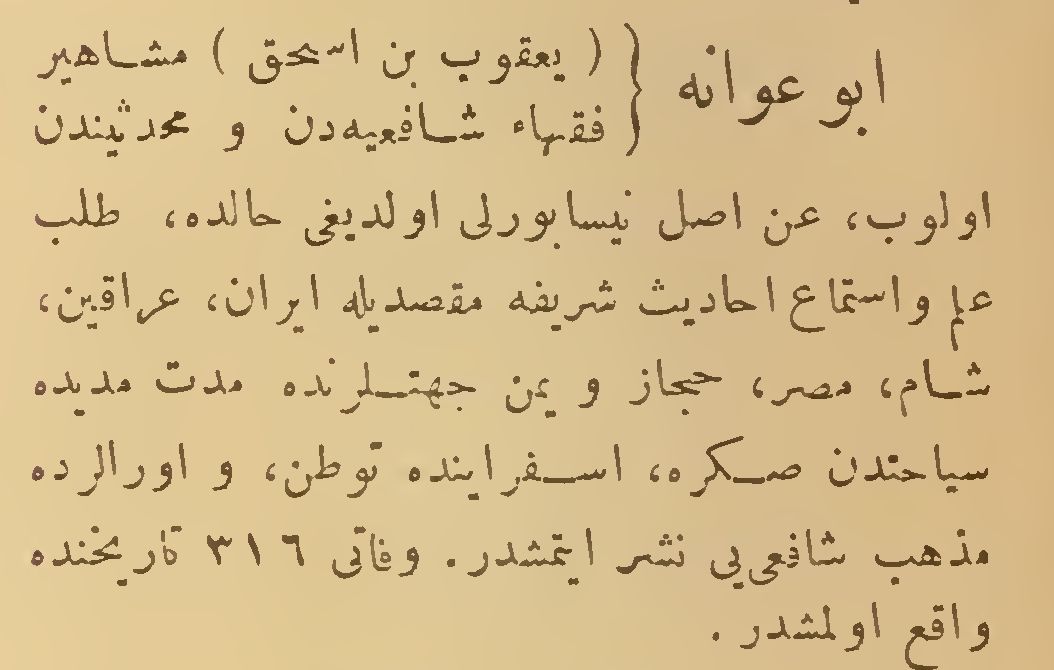 ابو عوانه { ( يعقوب بن اسحق ) مشاهير
فقهاء شافعيه‌دن و محدثيندن
اولوب، عن اصل نيسابورلى اولديغى حالده، طلب
علم و استماع احاديث شريفه مقصديله ايران، عراقين،
شام، مصر، حجاز و يمن جهتلرنده مدت مديده
سياحتدن صكره، اسفراينده توطن، و اورالرده
مذهب شافعى‌يى نشر ايتمشدر. وفاتى ٣١٦ تاريخنده
واقع اولمشدر.